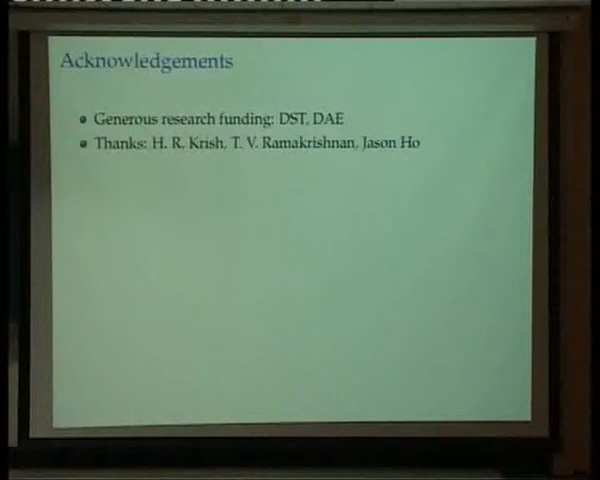 Acknowledgements
Generous research funding: DST, DAE
Thanks: H. R. Krish, T. V. Ramakrishnan, Jason Ho